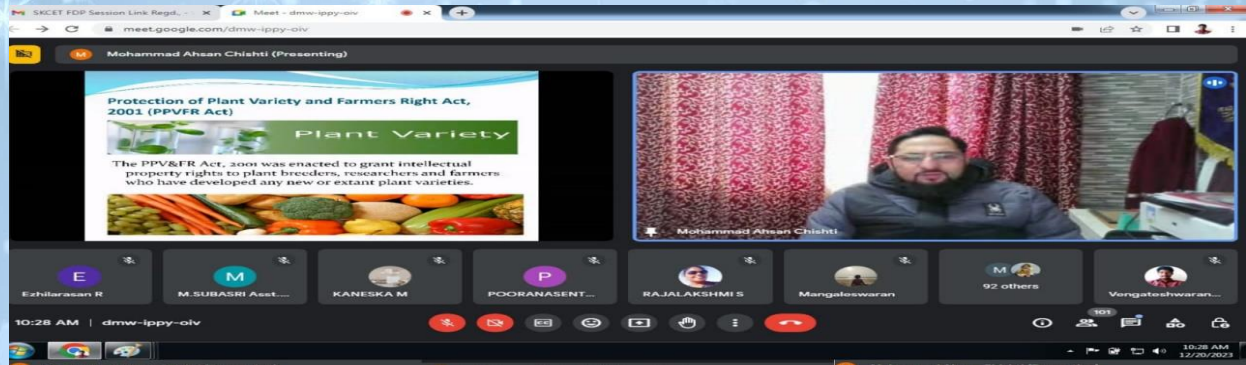 SKCET FDP Session Link Regd., -
Meet - dmw-ippy-oiv
meet.google.com/dmw-ippy-oiv
M
Mohammad Ahsan Chishti (Presenting)
Protection of Plant Variety and Farmers Right Act,
2001 (PPVFR Act)
Plant Variety
The PPV&FR Act, 2001 was enacted to grant intellectual
property rights to plant breeders, researchers and farmers
who have developed any new or extant plant varieties.
Mohammad Ahsan Chishti
E
Ezhilarasan R
M
M.SUBASRI Asst....
KANESKA M
P
POORANASENT...
RAJALAKSHMI S
Mangaleswaran
M
92 others
Vengateshwaran...
10:28 AM | dmw-ippy-oiv
CC
101
10:28 AM
12/20/2023